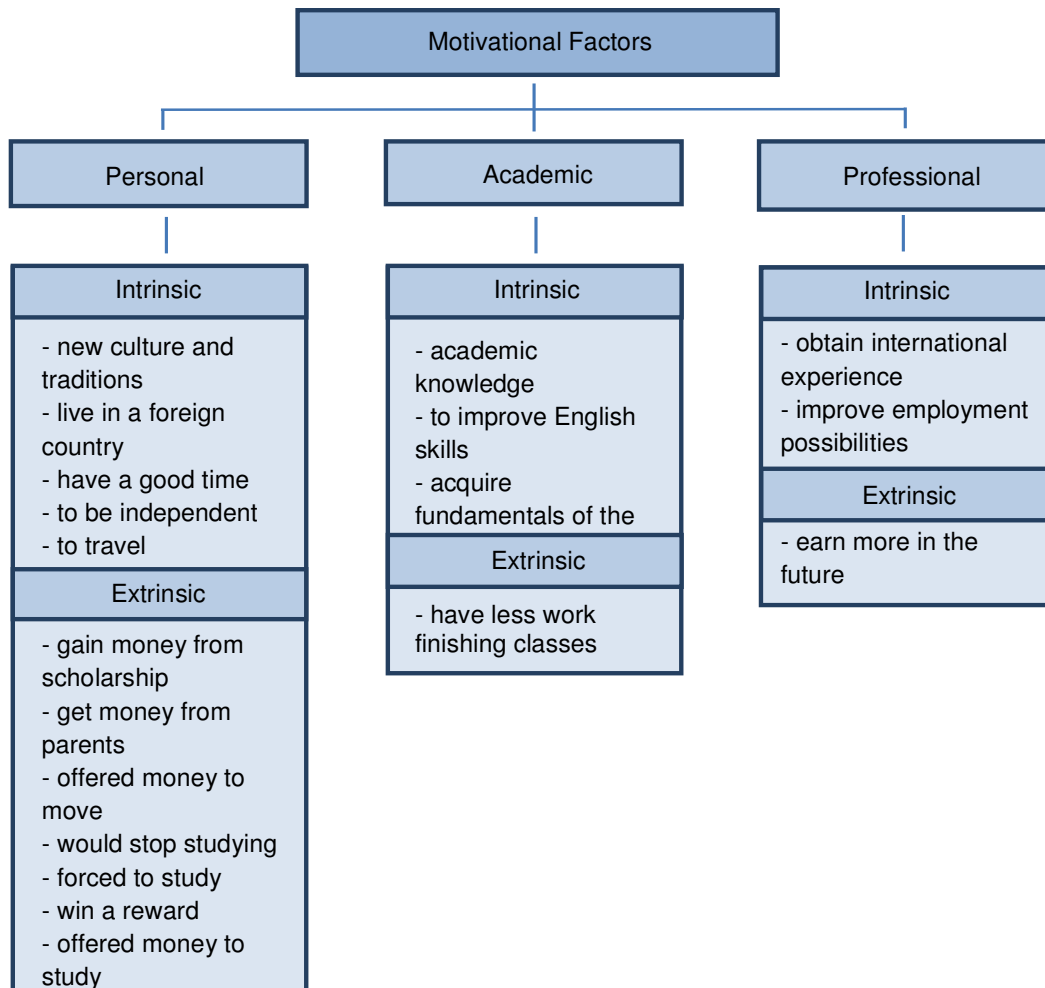 Motivational Factors
Personal
Academic
Professional
Intrinsic
- new culture and
traditions
- live in a foreign
country
- have a good time
- to be independent
- to travel
Extrinsic
- gain money from
scholarship
- get money from
parents
- offered money to
move
- would stop studying
- forced to study
- win a reward
- offered money to
study
Intrinsic
- academic
knowledge
- to improve English
skills
- acquire
fundamentals of the
Extrinsic
- have less work
finishing classes
Intrinsic
- obtain international
experience
- improve employment
possibilities
Extrinsic
- earn more in the
future